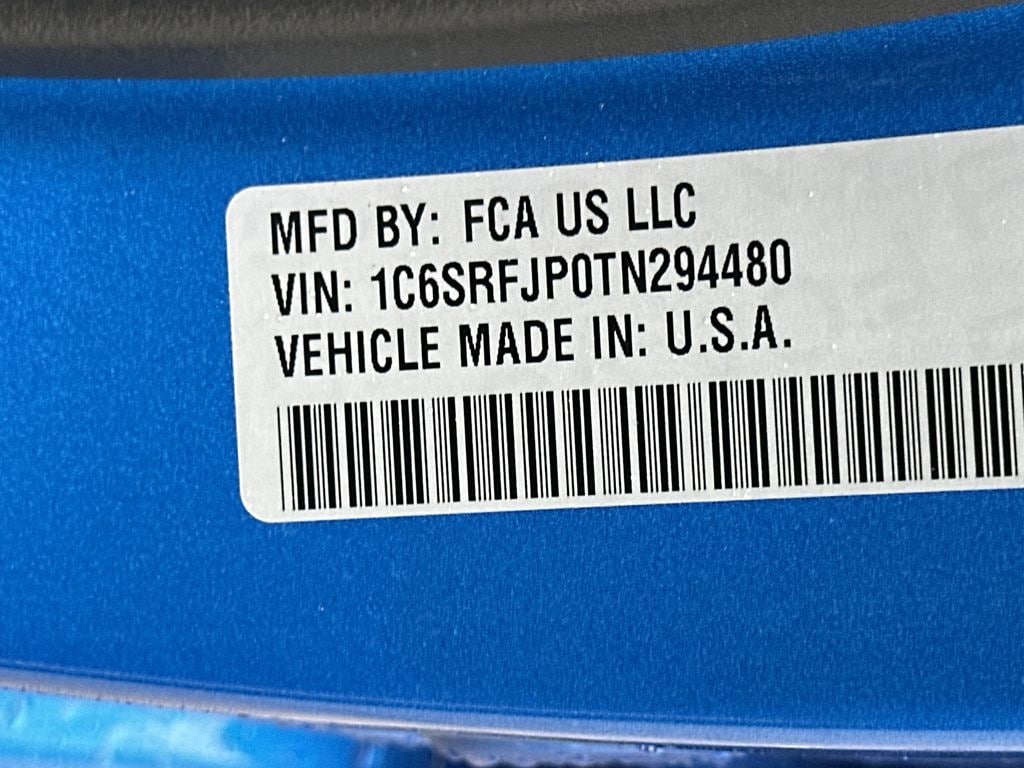 MFD BY: FCA US LLC
VIN: 1C6SRFJP0TN294480
VEHICLE MADE IN: U.S.A.